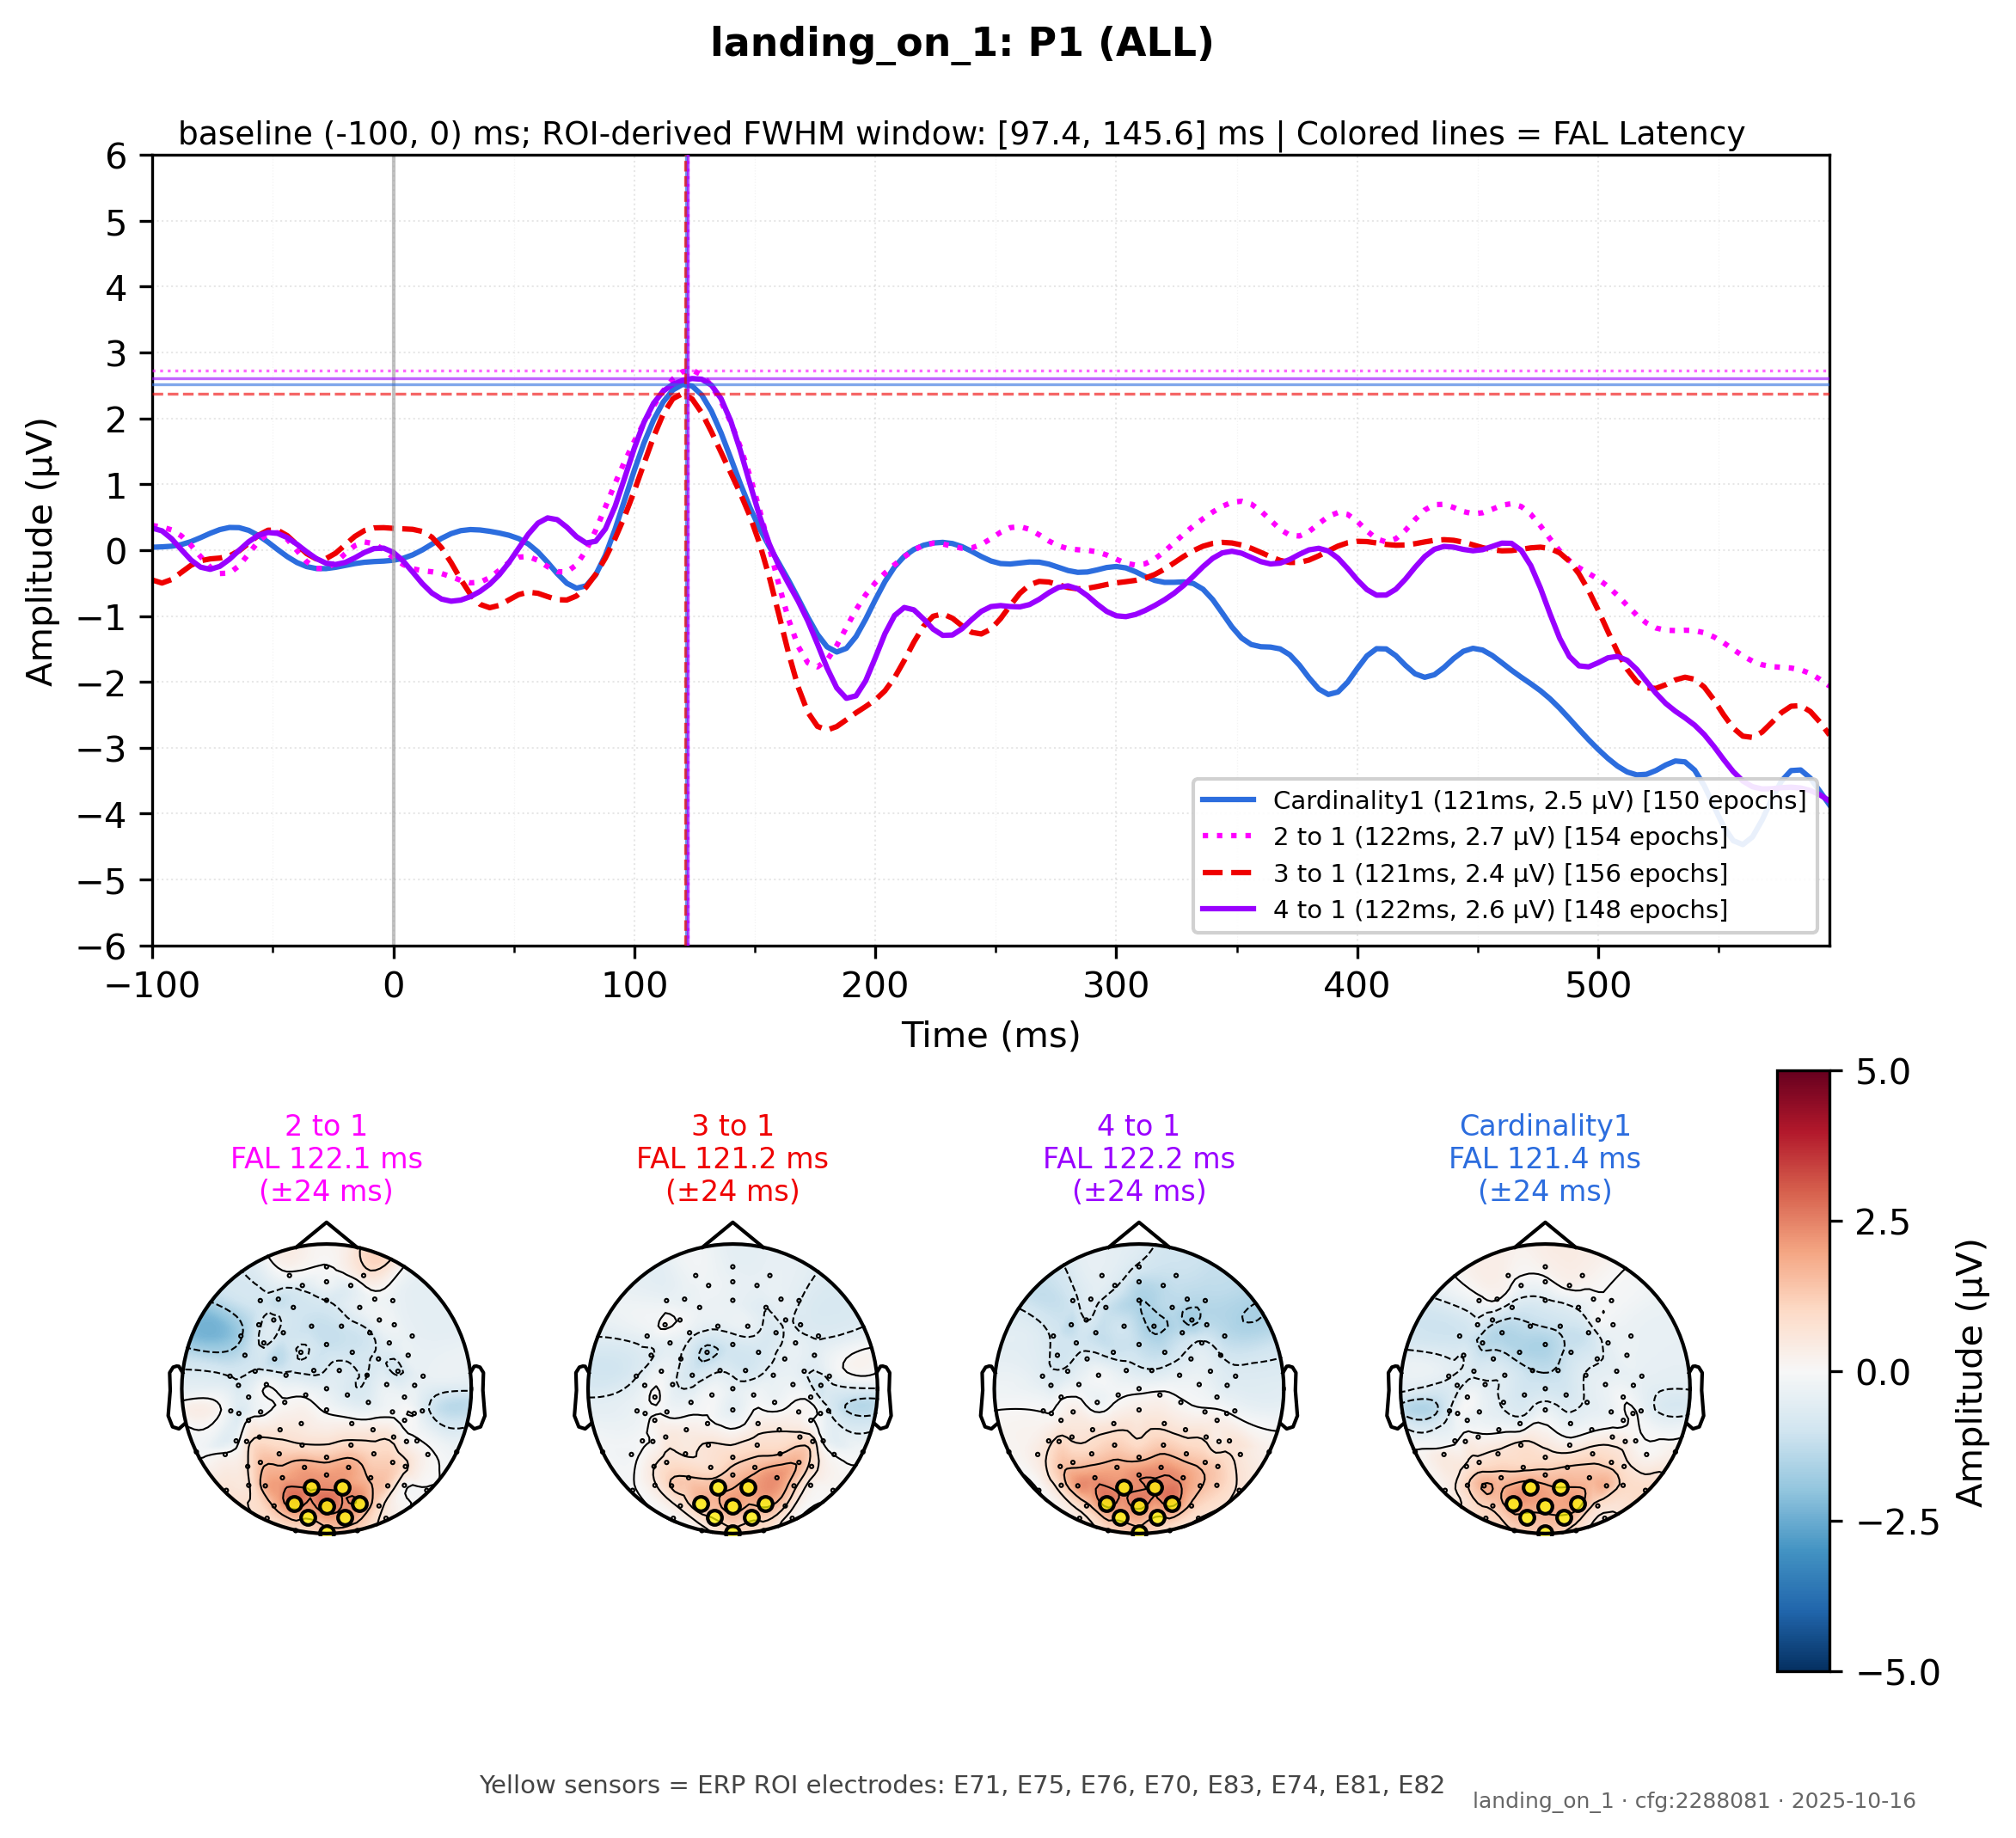 landing_on_1: P1 (ALL)
baseline (-100, 0) ms; ROI-derived FWHM window: [97.4, 145.6] ms | Colored lines = FAL Latency
6
5
4
3
2
1
0
−1
−2
−3
−4
−5
−6
Amplitude (µV)
Cardinality1 (121ms, 2.5 µV) [150 epochs]
2 to 1 (122ms, 2.7 µV) [154 epochs]
3 to 1 (121ms, 2.4 µV) [156 epochs]
4 to 1 (122ms, 2.6 µV) [148 epochs]
−100 0 100 200 300 400 500
Time (ms)
2 to 1
FAL 122.1 ms
(±24 ms)
3 to 1
FAL 121.2 ms
(±24 ms)
4 to 1
FAL 122.2 ms
(±24 ms)
Cardinality1
FAL 121.4 ms
(±24 ms)
5.0
2.5
0.0
−2.5
−5.0
Amplitude (µV)
Yellow sensors = ERP ROI electrodes: E71, E75, E76, E70, E83, E74, E81, E82
landing_on_1 · cfg:2288081 · 2025-10-16